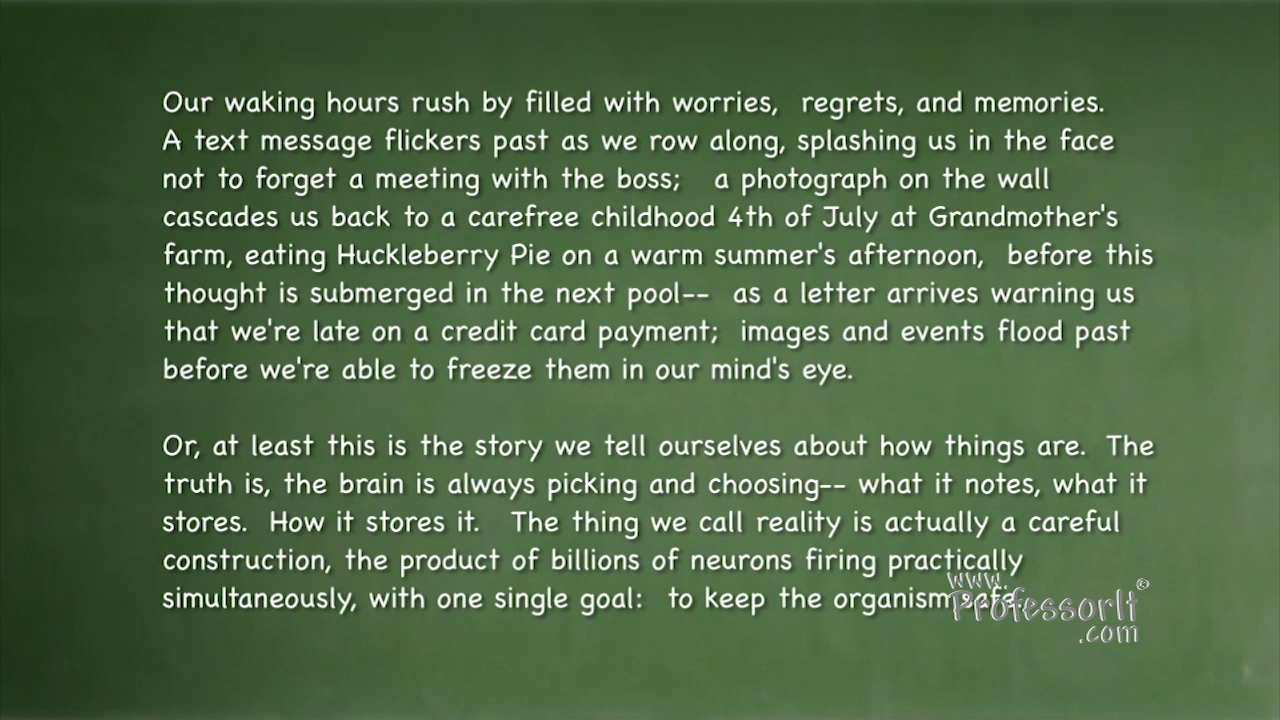 Our waking hours rush by filled with worries,  regrets, and memories.
A text message flickers past as we row along, splashing us in the face
not to forget a meeting with the boss;   a photograph on the wall
cascades us back to a carefree childhood 4th of July at Grandmother's
farm, eating Huckleberry Pie on a warm summer's afternoon,  before this
thought is submerged in the next pool--  as a letter arrives warning us
that we're late on a credit card payment;  images and events flood past
before we're able to freeze them in our mind's eye.
Or, at least this is the story we tell ourselves about how things are.  The
truth is, the brain is always picking and choosing-- what it notes, what it
stores.  How it stores it.   The thing we call reality is actually a careful
construction, the product of billions of neurons firing practically
simultaneously, with one single goal:  to keep the organism
www.
ProfessorIt©
.com